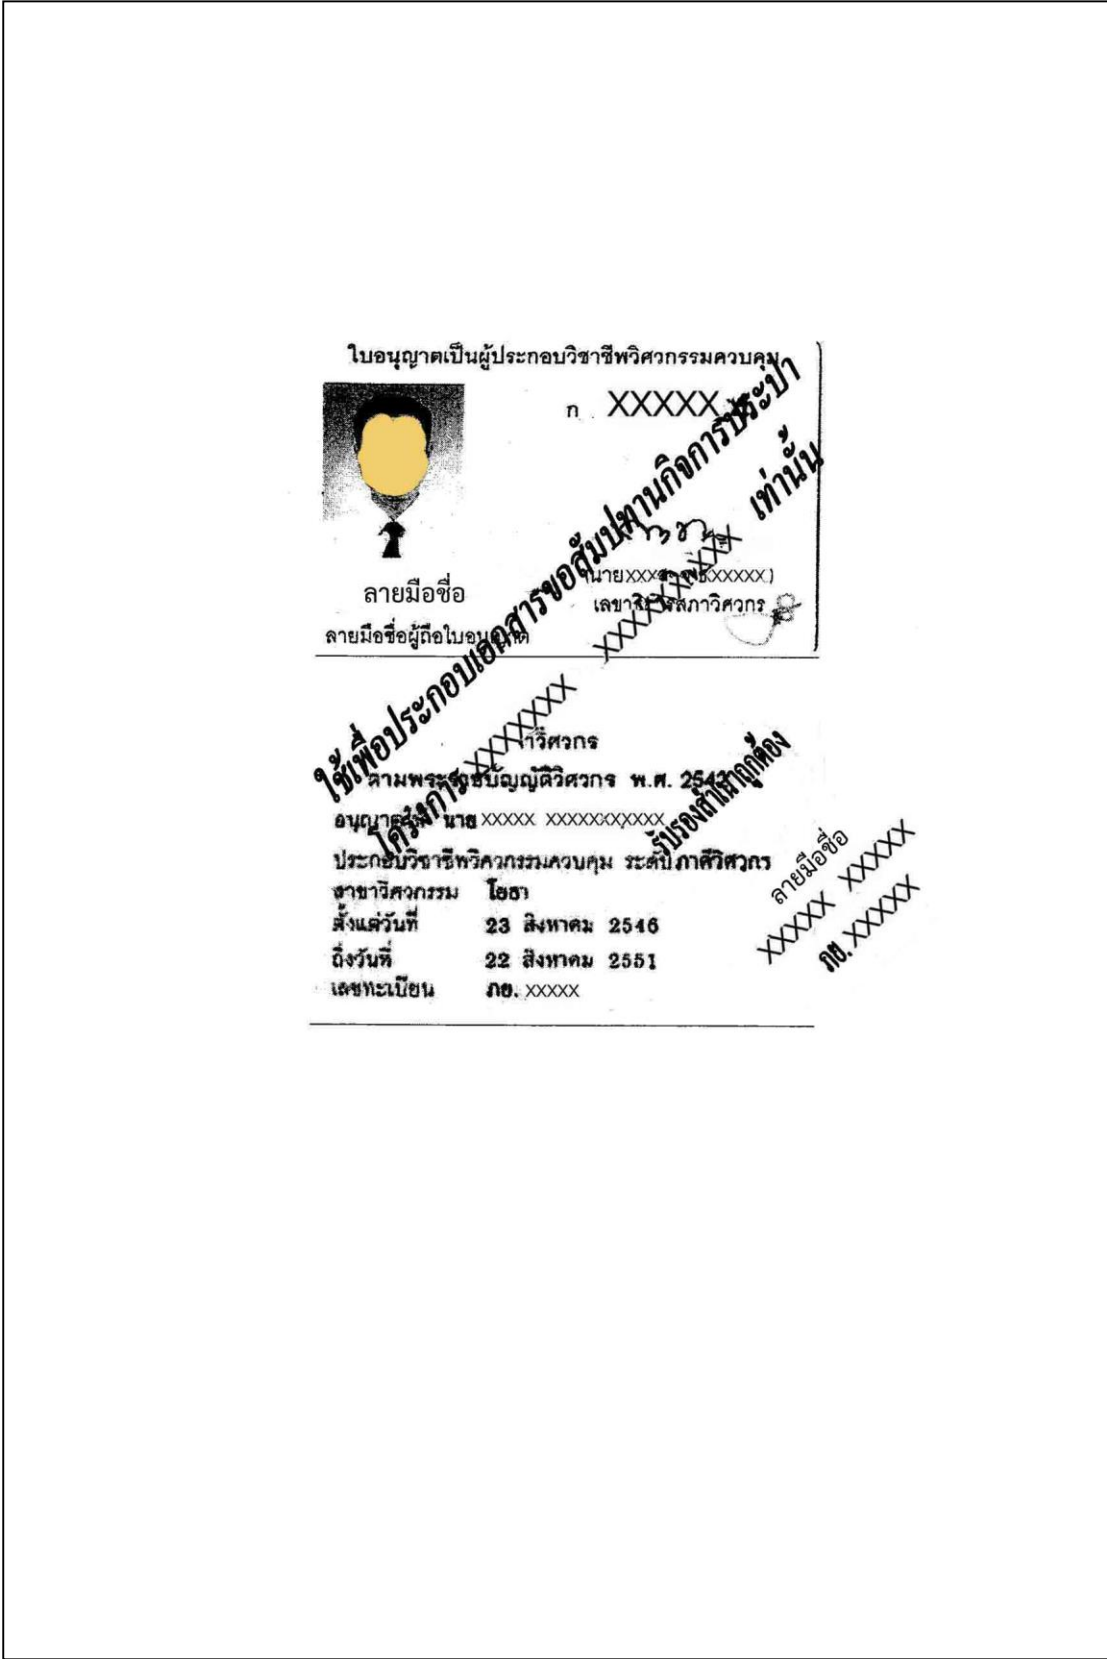 ใบอนุญาตเป็นผู้ประกอบวิชาชีพวิศวกรรมควบคุม
ก XXXXX
ลายมือชื่อ
ลายมือชื่อผู้ถือใบอนุญาต
เลขาธิการสภาวิศวกร
ใช้เพื่อประกอบเอกสารขอสัมปทานกิจการประปา
โครงการ XXXXXXX XXXXXXXXXX เท่านั้น
ตามพระราชบัญญัติวิศวกร พ.ศ. 2542
อนุญาตให้ นาย XXXXX XXXXXXXXXXX
ประกอบวิชาชีพวิศวกรรมควบคุม ระดับ ภาคีวิศวกร
สาขาวิศวกรรม โยธา
ตั้งแต่วันที่ 23 สิงหาคม 2546
ถึงวันที่ 22 สิงหาคม 2551
เลขทะเบียน ภย. XXXXX
รับรองสำเนาถูกต้อง
ลายมือชื่อ
XXXXX XXXXX
ภย. XXXXX